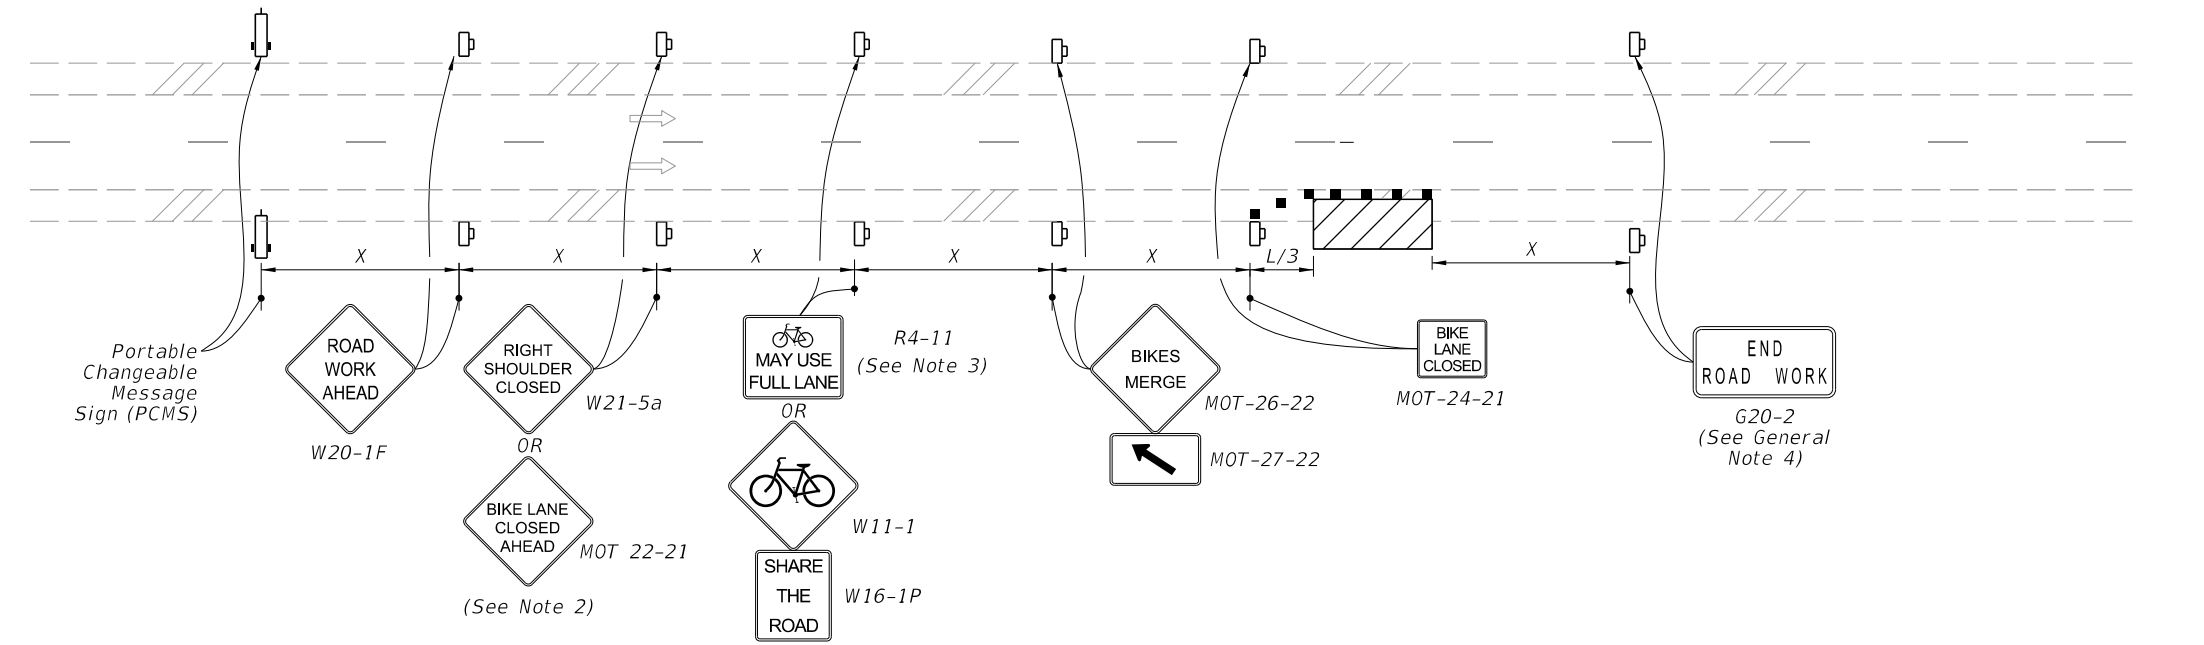 X
X
X
X
X
L/3
X
Portable
Changeable
Message
Sign (PCMS)
ROAD
WORK
AHEAD
W20-1F
RIGHT
SHOULDER
CLOSED
W21-5a
OR
BIKE LANE
CLOSED
AHEAD
MOT 22-21
(See Note 2)
MAY USE
FULL LANE
R4-11
(See Note 3)
OR
W11-1
SHARE
THE
ROAD
W16-1P
BIKES
MERGE
MOT-26-22
MOT-27-22
BIKE
LANE
CLOSED
MOT-24-21
END
ROAD WORK
G20-2
(See General
Note 4)